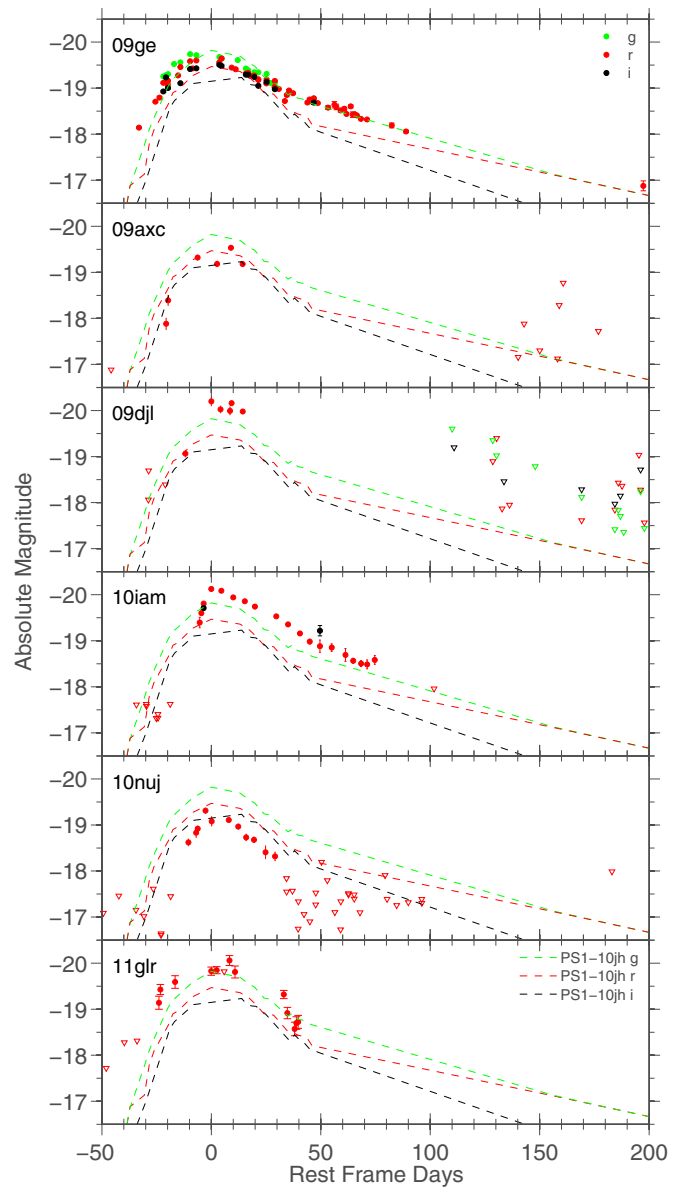 09ge
g
r
i
-20
-19
-18
-17
09axc
-20
-19
-18
-17
09djl
-20
-19
-18
-17
Absolute Magnitude
10iam
-20
-19
-18
-17
10nuj
-20
-19
-18
-17
11glr
PS1-10jh g
PS1-10jh r
PS1-10jh i
-20
-19
-18
-17
-50 0 50 100 150 200
Rest Frame Days